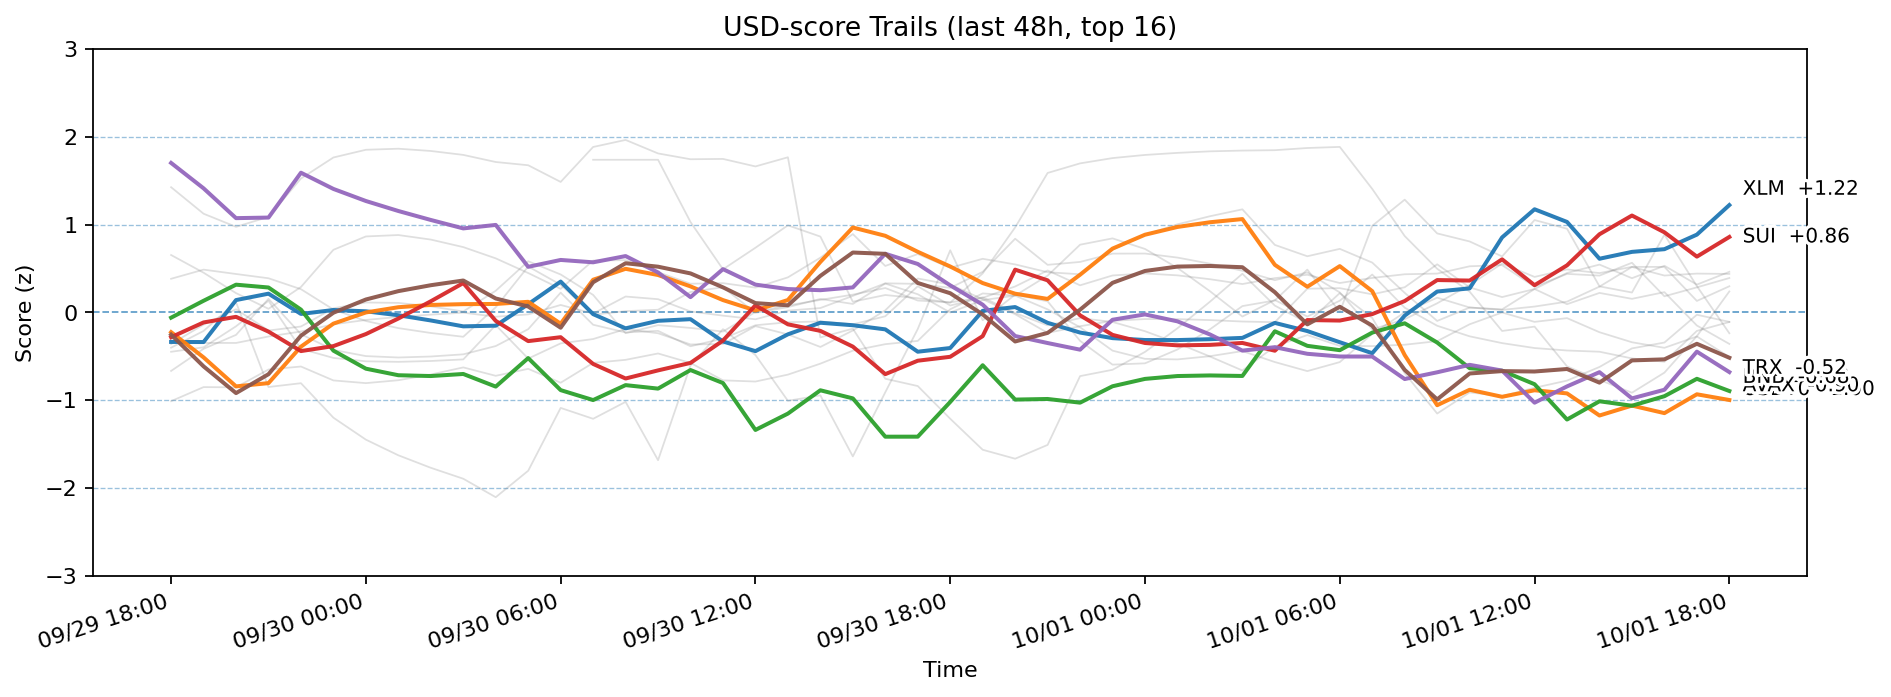 USD-score Trails (last 48h, top 16)
Score (z)
3
2
1
0
−1
−2
−3
XLM +1.22
SUI +0.86
TRX -0.52
09/29 18:00
09/30 00:00
09/30 06:00
09/30 12:00
09/30 18:00
10/01 00:00
10/01 06:00
10/01 12:00
10/01 18:00
Time